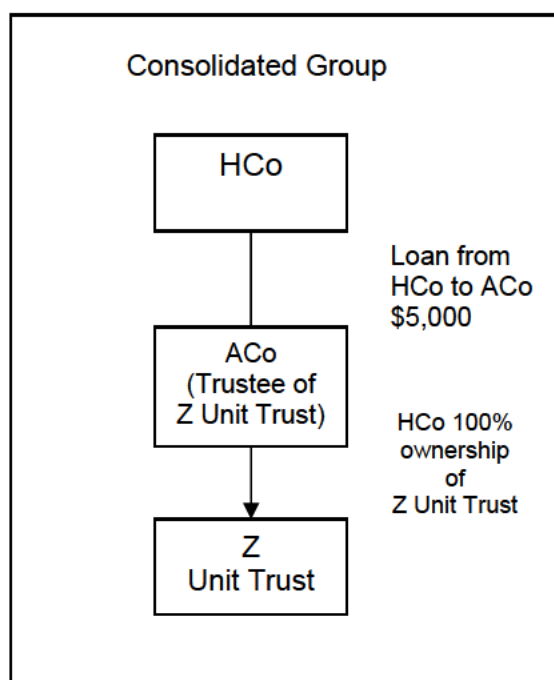 Consolidated Group
HCo
Loan from
HCo to ACo
$5,000
ACo
(Trustee of
Z Unit Trust)
HCo 100%
ownership
of
Z Unit Trust
Z
Unit Trust